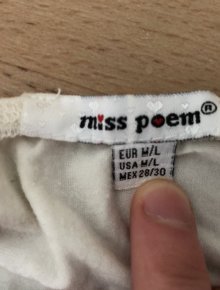 miss poem®
EUR M/L
USA M/L
MEX 28/30